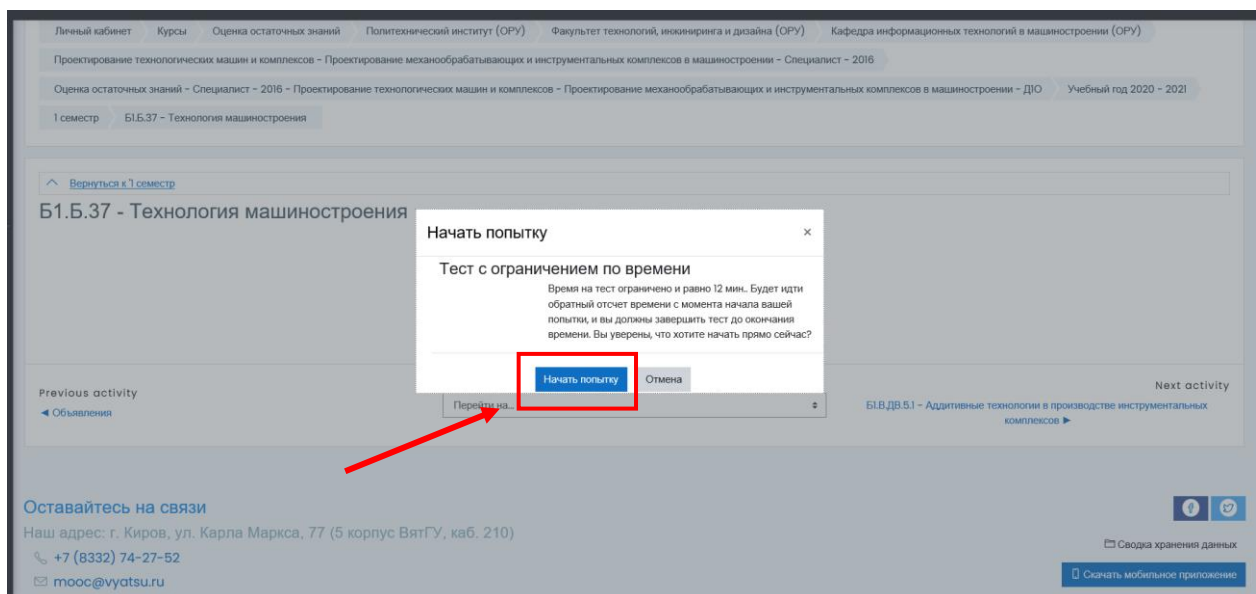 Личный кабинет Курсы Оценка остаточных знаний Политехнический институт (ОРУ) Факультет технологий, инжиниринга и дизайна (ОРУ) Кафедра информационных технологий в машиностроении (ОРУ)
Проектирование технологических машин и комплексов - Проектирование механообрабатывающих и инструментальных комплексов в машиностроении - Специалист - 2016
Оценка остаточных знаний - Специалист - 2016 - Проектирование технологических машин и комплексов - Проектирование механообрабатывающих и инструментальных комплексов в машиностроении - ДІО Учебный год 2020 - 2021
1 семестр Б1.Б.37 - Технология машиностроения
Вернуться к 1 семестр
Б1.Б.37 - Технология машиностроения
Начать попытку ×
Тест с ограничением по времени
Время на тест ограничено и равно 12 мин.. Будет идти
обратный отсчет времени с момента начала вашей
попытки, и вы должны завершить тест до окончания
времени. Вы уверены, что хотите начать прямо сейчас?
Начать попытку Отмена
Previous activity
◄ Объявления
Перейти на...
Next activity
Б1.В.ДВ.5.1 - Аддитивные технологии в производстве инструментальных
комплексов ►
Оставайтесь на связи
Наш адрес: г. Киров, ул. Карла Маркса, 77 (5 корпус ВятГУ, каб. 210)
+7 (8332) 74-27-52
mooc@vyatsu.ru
Сводка хранения данных
Скачать мобильное приложение